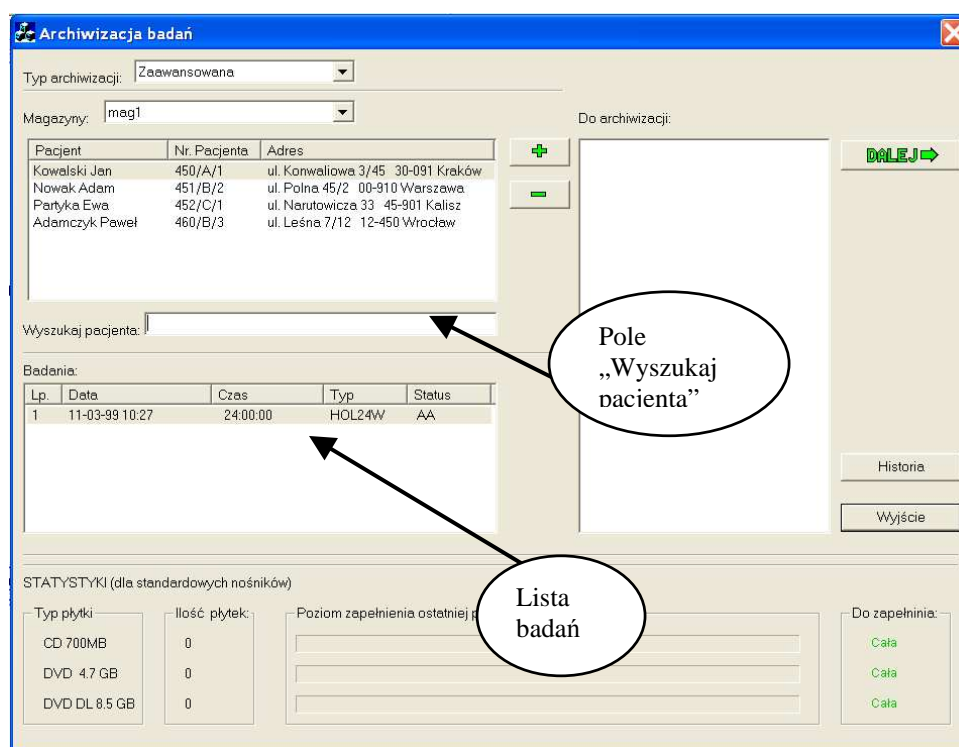 Archiwizacja badań
Typ archiwizacji: Zaawansowana
Magazyny: mag1
Do archiwizacji:
Pacjent Nr. Pacjenta Adres
Kowalski Jan 450/A/1 ul. Konwaliowa 3/45 30-091 Kraków
Nowak Adam 451/B/2 ul. Polna 45/2 00-910 Warszawa
Partyka Ewa 452/C/1 ul. Narutowicza 33 45-901 Kalisz
Adamczyk Paweł 460/B/3 ul. Leśna 7/12 12-450 Wrocław
DALEJ
Wyszukaj pacjenta:
Pole
„Wyszukaj
pacjenta”
Badania:
Lp. Data Czas Typ Status
1 11-03-99 10:27 24:00:00 HOL24W AA
Historia
Wyjście
Lista
badań
STATYSTYKI (dla standardowych nośników)
Typ płytki Ilość płytek: Poziom zapełnienia ostatniej p Do zapełninia:
CD 700MB 0 Cała
DVD 4.7 GB 0 Cała
DVD DL 8.5 GB 0 Cała